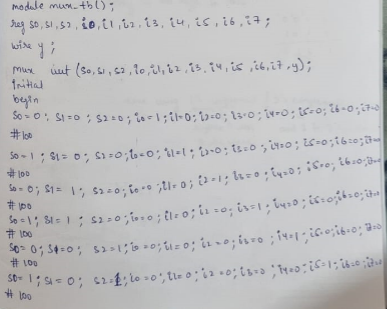 module mux_tb();
reg s0, s1, s2, i0, i1, i2, i3, i4, i5, i6, i7;
wire y;
mux uut (s0, s1, s2, i0, i1, i2, i3, i4, i5, i6, i7, y);
initial
begin
s0=0; s1=0; s2=0; i0=1; i1=0; i2=0; i3=0; i4=0; i5=0; i6=0; i7=0
#100
s0=1; s1=0; s2=0; i0=0; i1=1; i2=0; i3=0; i4=0; i5=0; i6=0; i7=0
#100
s0=0; s1=1; s2=0; i0=0; i1=0; i2=1; i3=0; i4=0; i5=0; i6=0; i7=0
#100
s0=1; s1=1; s2=0; i0=0; i1=0; i2=0; i3=1; i4=0; i5=0; i6=0; i7=0
#100
s0=0; s1=0; s2=1; i0=0; i1=0; i2=0; i3=0; i4=1; i5=0; i6=0; i7=0
#100
s0=1; s1=0; s2=1; i0=0; i1=0; i2=0; i3=0; i4=0; i5=1; i6=0; i7=0
#100